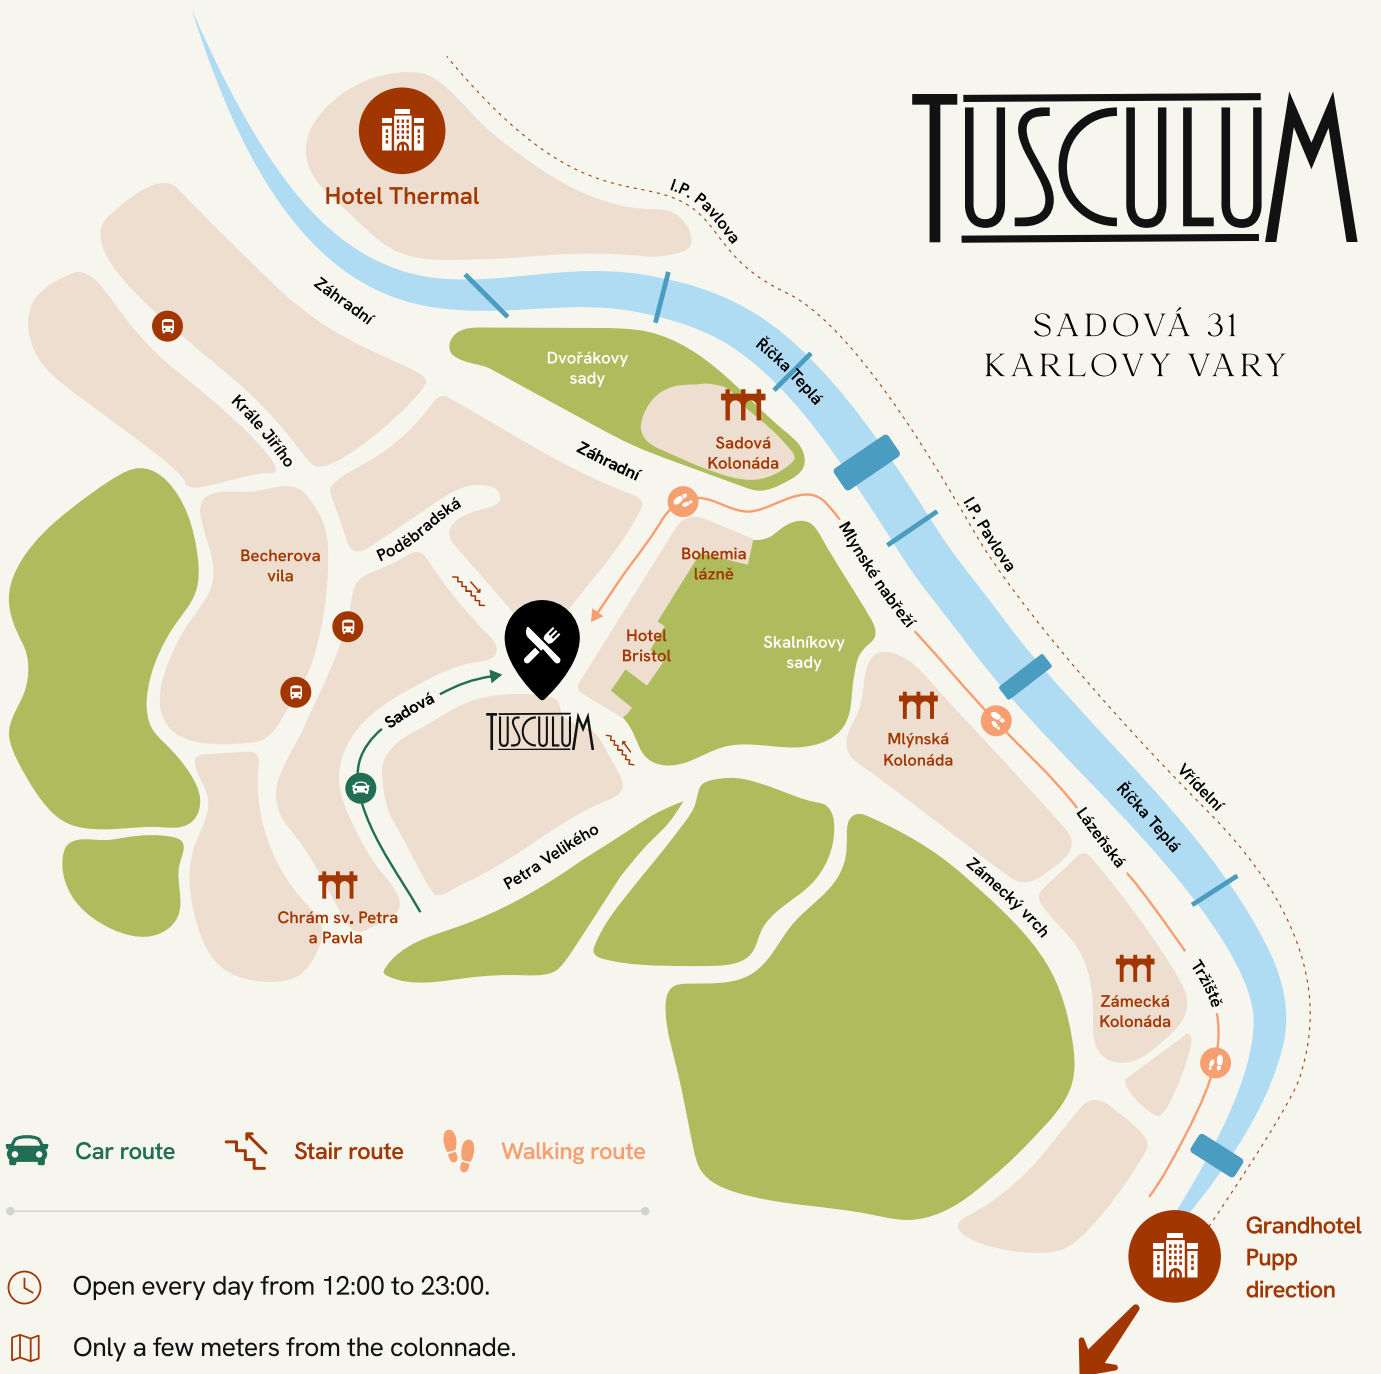 TUSCULUM
SADOVÁ 31
KARLOVY VARY
Hotel Thermal
I.P. Pavlova
Záhradní
Dvořákovy
sady
Říčka Teplá
Sadová
Kolonáda
Krále Jiřího
Záhradní
Poděbradská
Mlýnské nabřeží
I.P. Pavlova
Becherova
vila
Bohemia
lázně
Hotel
Bristol
Skalníkovy
sady
Sadová
TUSCULUM
Mlýnská
Kolonáda
Vřídelní
Říčka Teplá
Lázeňská
Petra Velikého
Zámecký vrch
Chrám sv. Petra
a Pavla
Tržiště
Zámecká
Kolonáda
Car route
Stair route
Walking route
Grandhotel
Pupp
direction
Open every day from 12:00 to 23:00.
Only a few meters from the colonnade.